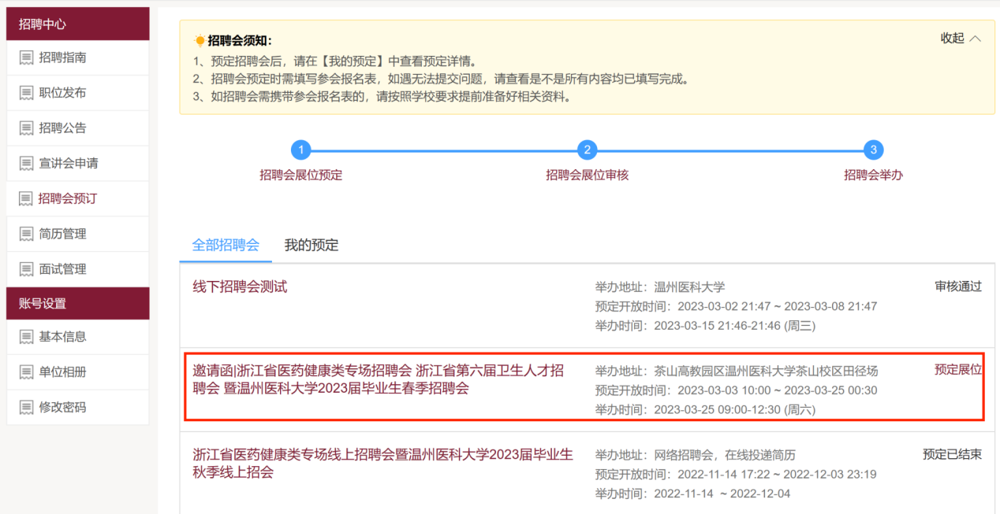 招聘中心
招聘指南
职位发布
招聘公告
宣讲会申请
招聘会预订
简历管理
面试管理
账号设置
基本信息
单位相册
修改密码
招聘会须知：
收起
1、预定招聘会后，请在【我的预定】中查看预定详情。
2、招聘会预定时需填写参会报名表，如遇无法提交问题，请查看是不是所有内容均已填写完成。
3、如招聘会需携带参会报名表的，请按照学校要求提前准备好相关资料。
1
2
3
招聘会展位预定
招聘会展位审核
招聘会举办
全部招聘会
我的预定
线下招聘会测试
举办地址：温州医科大学
预定开放时间：2023-03-02 21:47 ~ 2023-03-08 21:47
举办时间：2023-03-15 21:46-21:46 (周三)
审核通过
邀请函|浙江省医药健康类专场招聘会 浙江省第六届卫生人才招
聘会 暨温州医科大学2023届毕业生春季招聘会
举办地址：茶山高教园区温州医科大学茶山校区田径场
预定开放时间：2023-03-03 10:00 ~ 2023-03-25 00:30
举办时间：2023-03-25 09:00-12:30 (周六)
预定展位
浙江省医药健康类专场线上招聘会暨温州医科大学2023届毕业生
秋季线上招会
举办地址：网络招聘会，在线投递简历
预定开放时间：2022-11-14 17:22 ~ 2022-12-03 23:19
举办时间：2022-11-14 ~ 2022-12-04
预定已结束